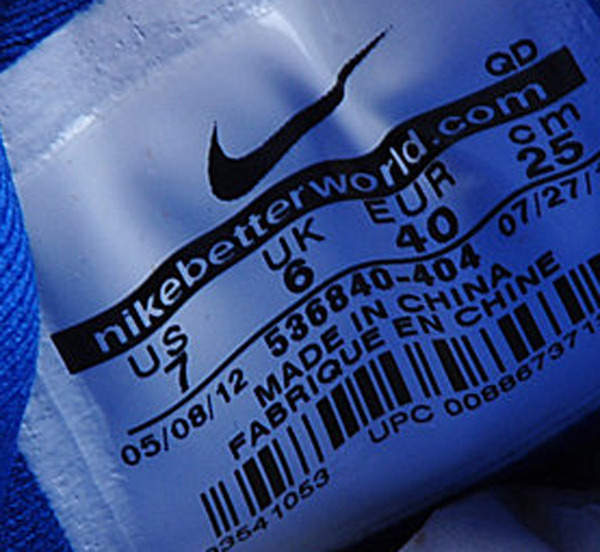 QD
nikebetterworld.com
US UK EUR cm
7 6 40 25
05/08/12 536840-404 07/27/1
MADE IN CHINA
FABRIQUE EN CHINE
UPC 00886737
3541053